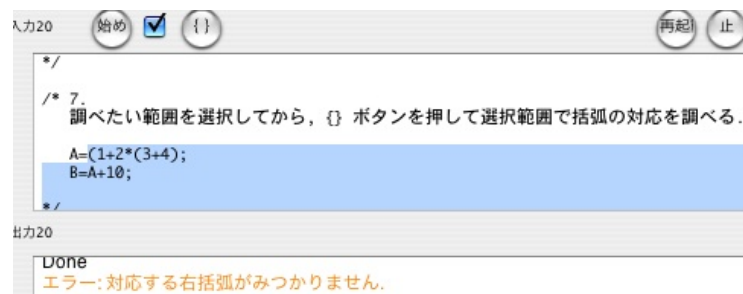 入力20 始め {} 再起 止
*/
/* 7.
調べたい範囲を選択してから, {} ボタンを押して選択範囲で括弧の対応を調べる.
A=(1+2*(3+4);
B=A+10;
*/
出力20
Done
エラー: 対応する右括弧がみつかりません.